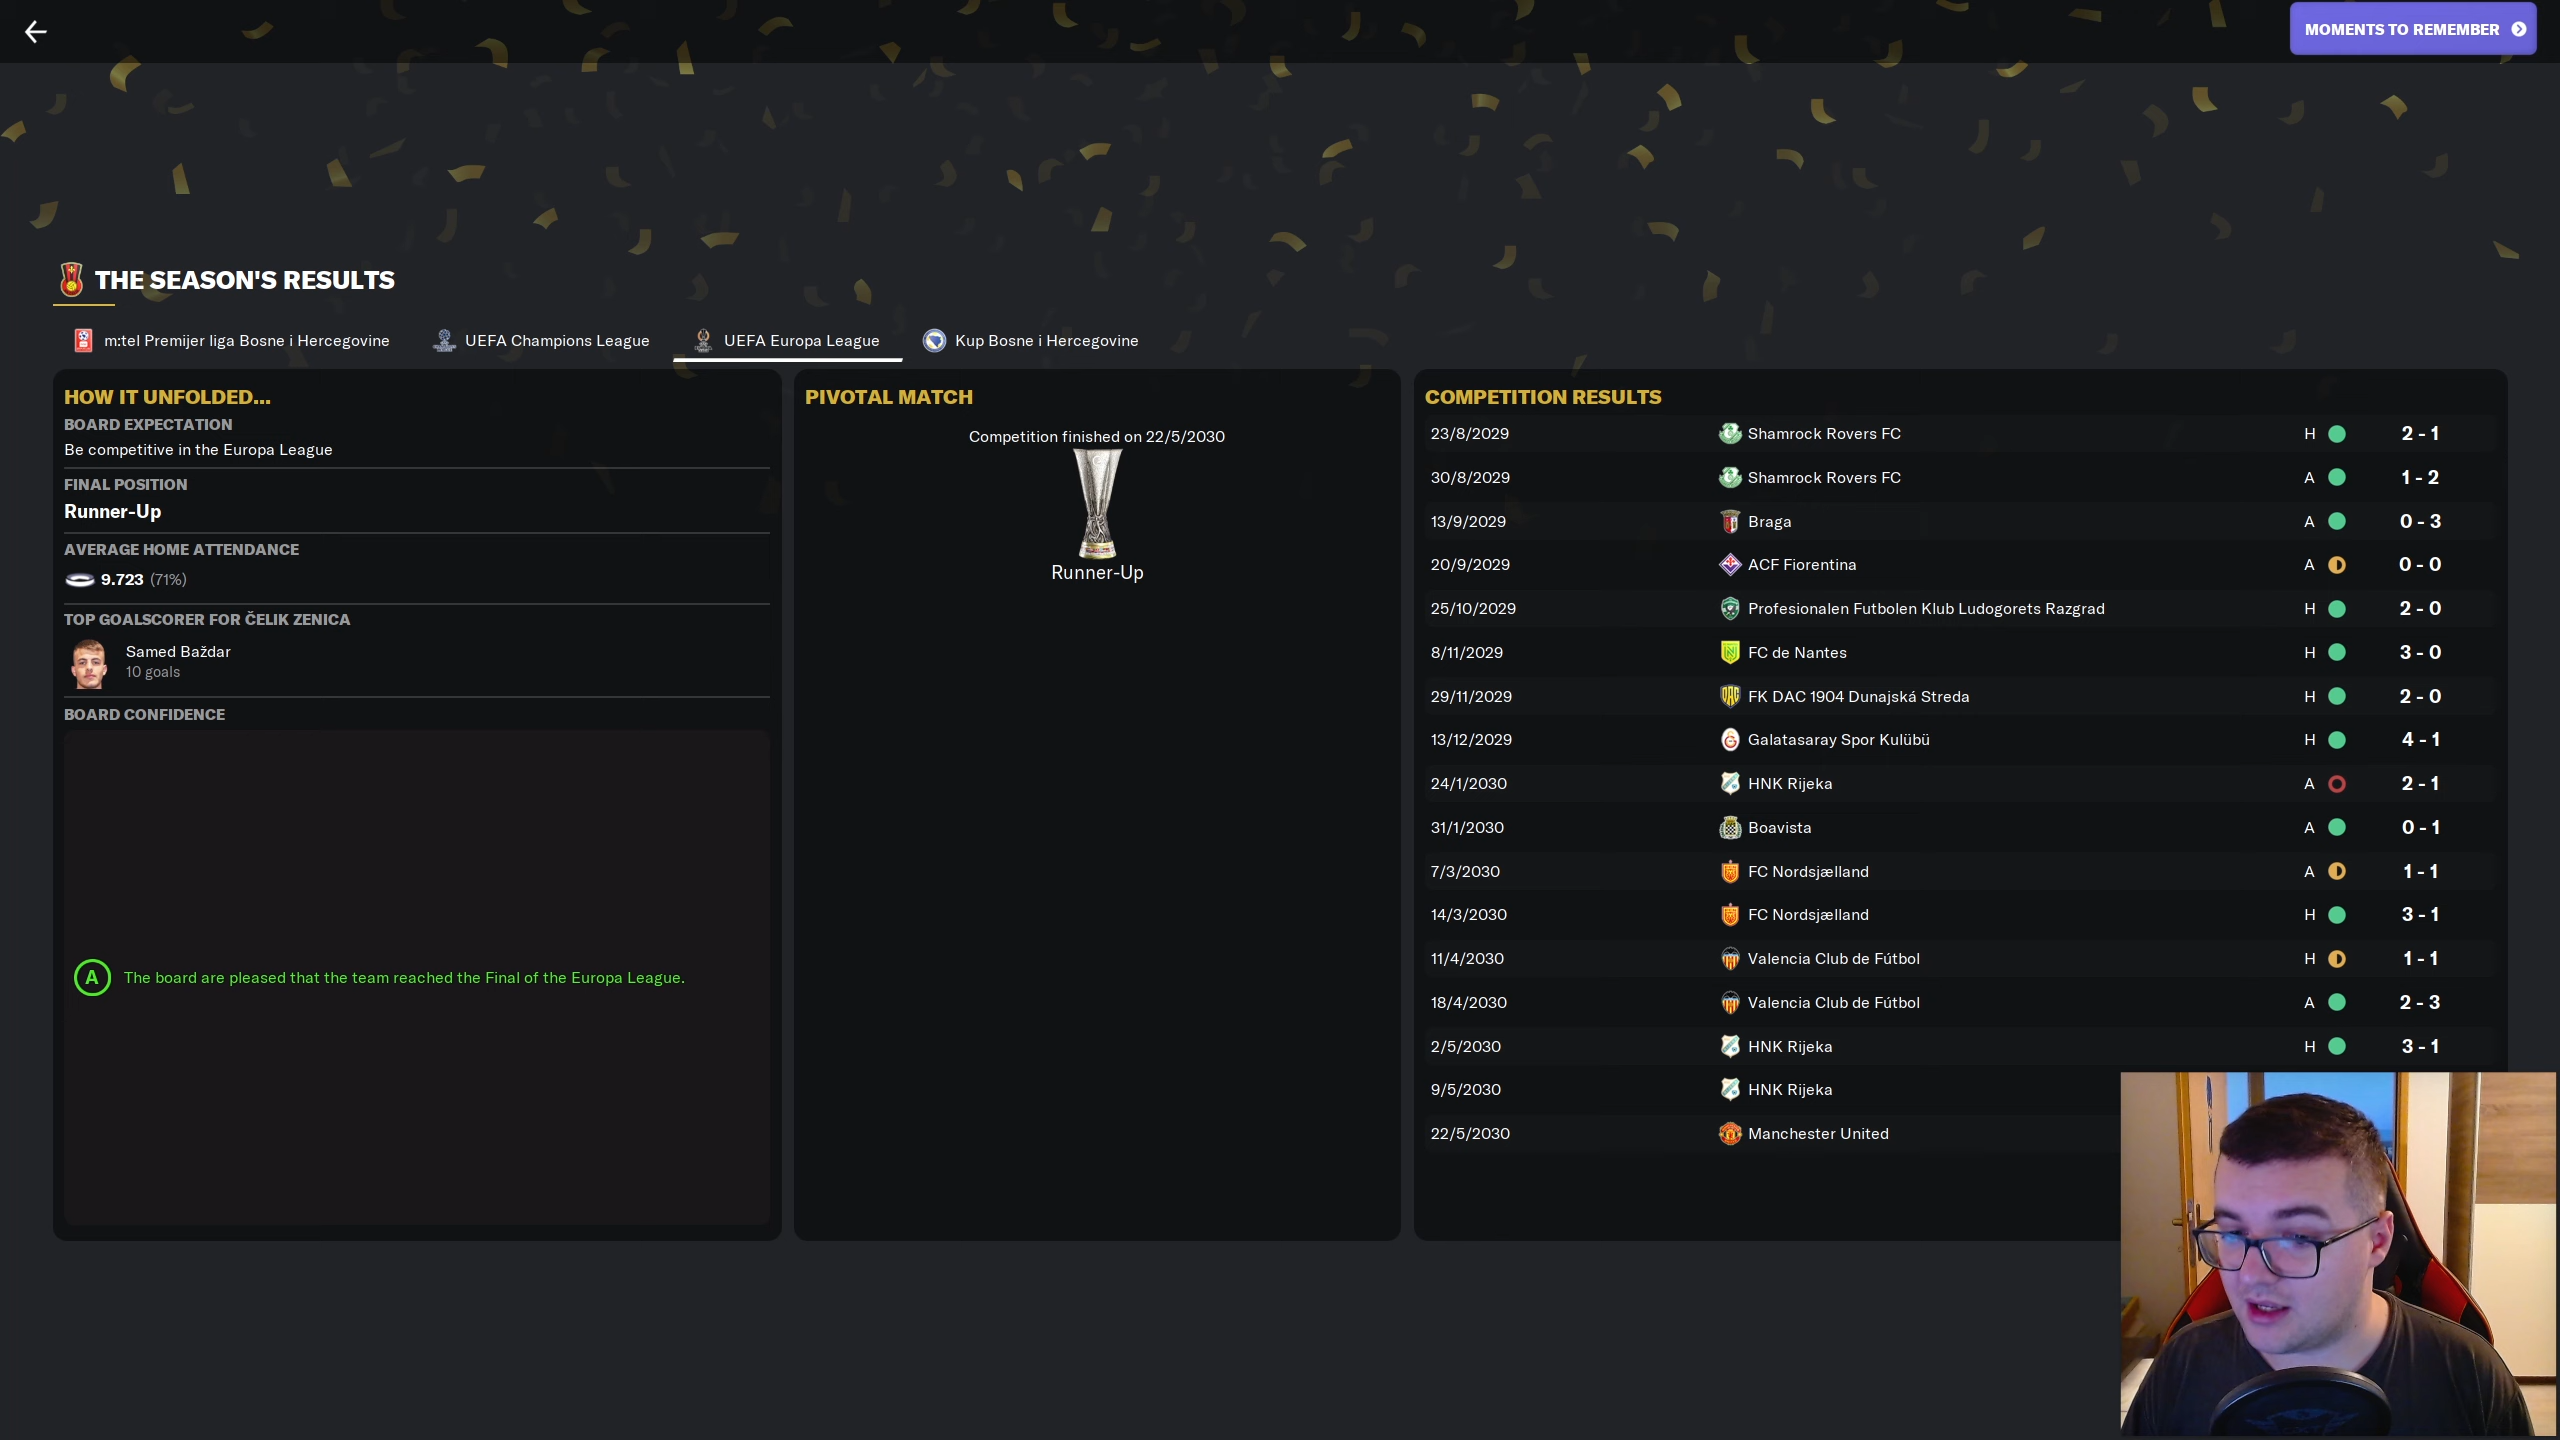 MOMENTS TO REMEMBER
THE SEASON'S RESULTS
m:tel Premijer liga Bosne i Hercegovine
UEFA Champions League
UEFA Europa League
Kup Bosne i Hercegovine
HOW IT UNFOLDED...
BOARD EXPECTATION
Be competitive in the Europa League
FINAL POSITION
Runner-Up
AVERAGE HOME ATTENDANCE
9.723 (71%)
TOP GOALSCORER FOR ČELIK ZENICA
Samed Baždar
10 goals
BOARD CONFIDENCE
A The board are pleased that the team reached the Final of the Europa League.
PIVOTAL MATCH
Competition finished on 22/5/2030
Runner-Up
COMPETITION RESULTS
23/8/2029 Shamrock Rovers FC H 2 - 1
30/8/2029 Shamrock Rovers FC A 1 - 2
13/9/2029 Braga A 0 - 3
20/9/2029 ACF Fiorentina A 0 - 0
25/10/2029 Profesionalen Futbolen Klub Ludogorets Razgrad H 2 - 0
8/11/2029 FC de Nantes H 3 - 0
29/11/2029 FK DAC 1904 Dunajská Streda H 2 - 0
13/12/2029 Galatasaray Spor Kulübü H 4 - 1
24/1/2030 HNK Rijeka A 2 - 1
31/1/2030 Boavista A 0 - 1
7/3/2030 FC Nordsjælland A 1 - 1
14/3/2030 FC Nordsjælland H 3 - 1
11/4/2030 Valencia Club de Fútbol H 1 - 1
18/4/2030 Valencia Club de Fútbol A 2 - 3
2/5/2030 HNK Rijeka H 3 - 1
9/5/2030 HNK Rijeka
22/5/2030 Manchester United